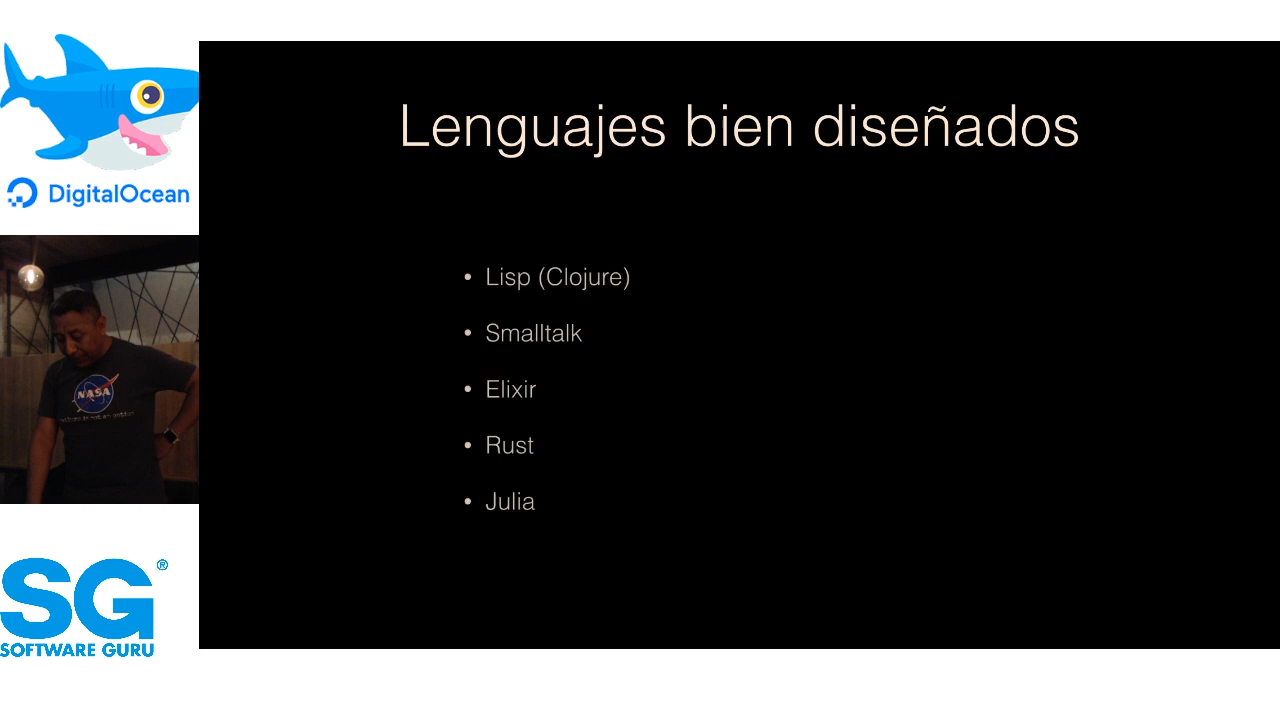 DigitalOcean
NASA
SG®
SOFTWARE GURU
Lenguajes bien diseñados
• Lisp (Clojure)
• Smalltalk
• Elixir
• Rust
• Julia